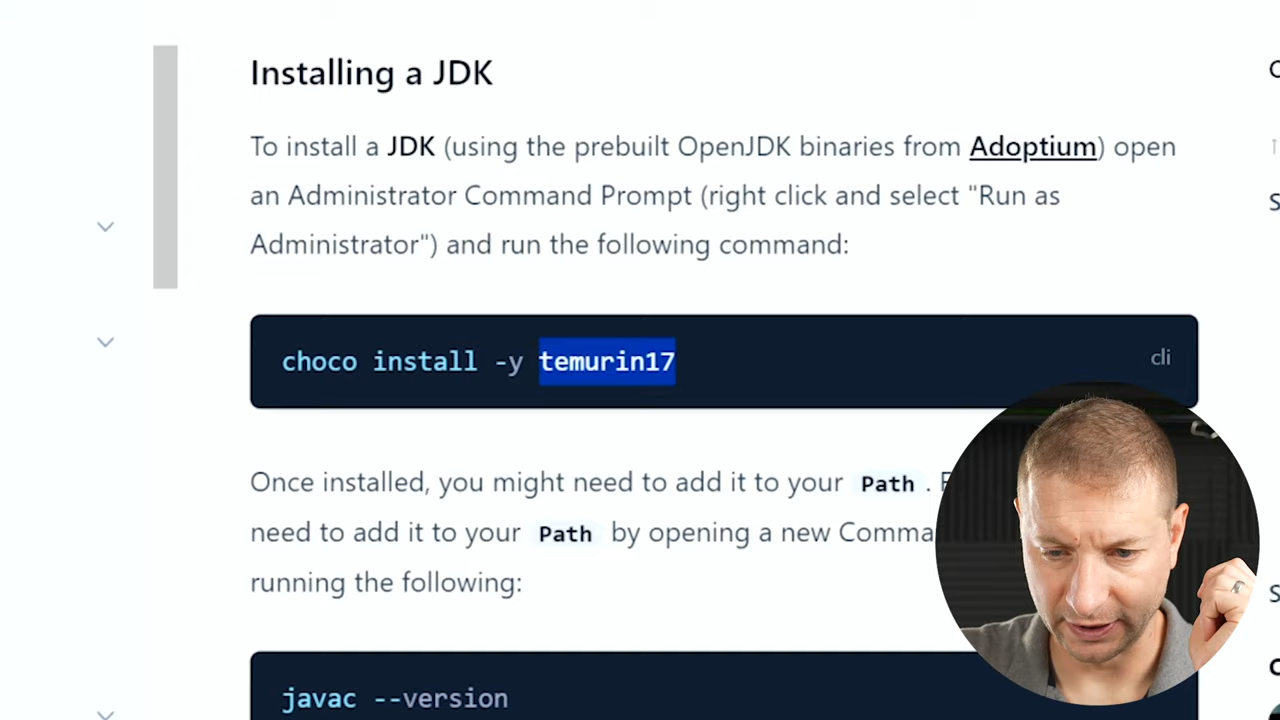 Installing a JDK
To install a JDK (using the prebuilt OpenJDK binaries from Adoptium) open
an Administrator Command Prompt (right click and select "Run as
Administrator") and run the following command:
choco install -y temurin17
cli
Once installed, you might need to add it to your Path.
need to add it to your Path by opening a new Comma
running the following:
javac --version